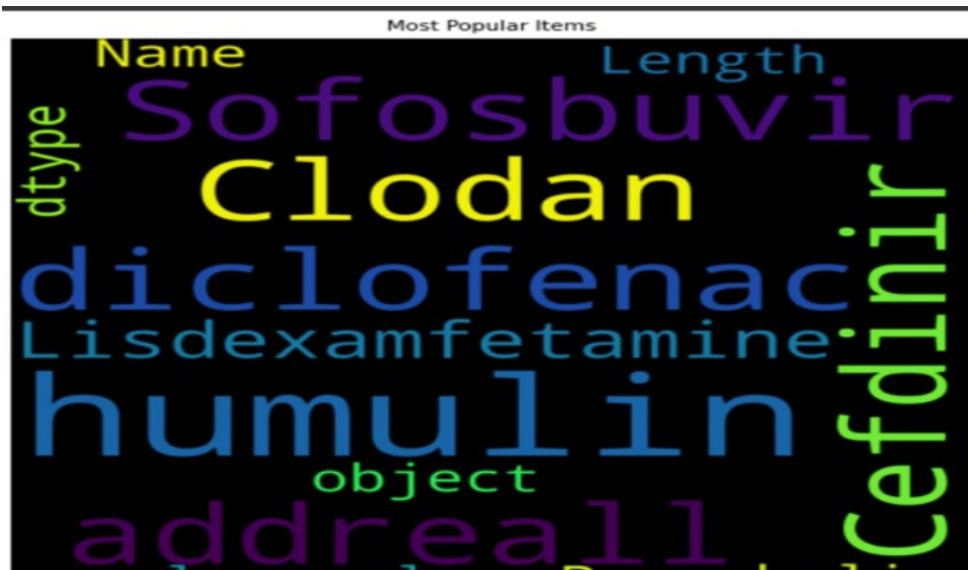 Most Popular Items
Name Length
Sofosbuvir
dtype
Clodan
Cefdinir
diclofenac
Lisdexamfetamine
humulin
object
addreall